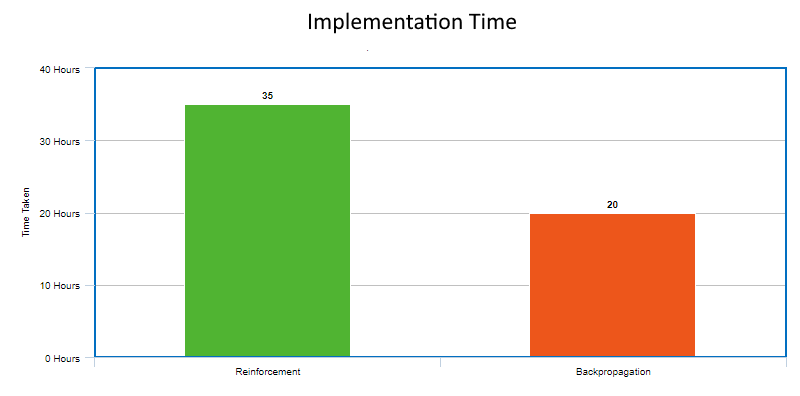 Implementation Time
40 Hours
35
30 Hours
Time Taken
20 Hours
20
10 Hours
0 Hours
Reinforcement
Backpropagation